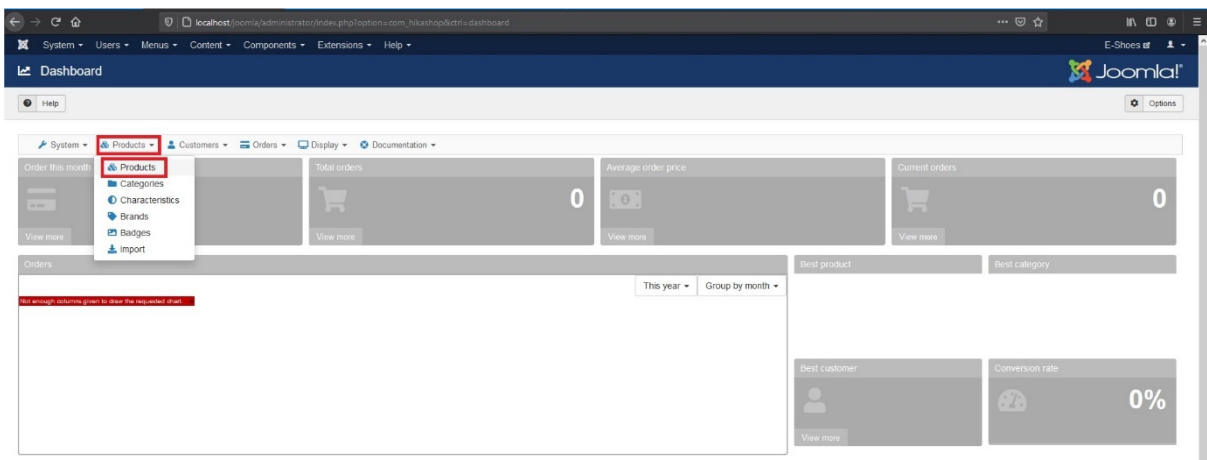 localhost/joomla/administrator/index.php?option=com_hikashop&ctrl=dashboard
System Users Menus Content Components Extensions Help E-Shoes
Dashboard Joomla!
Help Options
System Products Customers Orders Display Documentation
Order this month Products Total orders Average order price Current orders
Categories
Characteristics 0 0
Brands
Badges
View more View more View more View more
import
Orders Best product Best category
This year Group by month
Not enough columns given to draw the requested chart.
Best customer Conversion rate
0%
View more